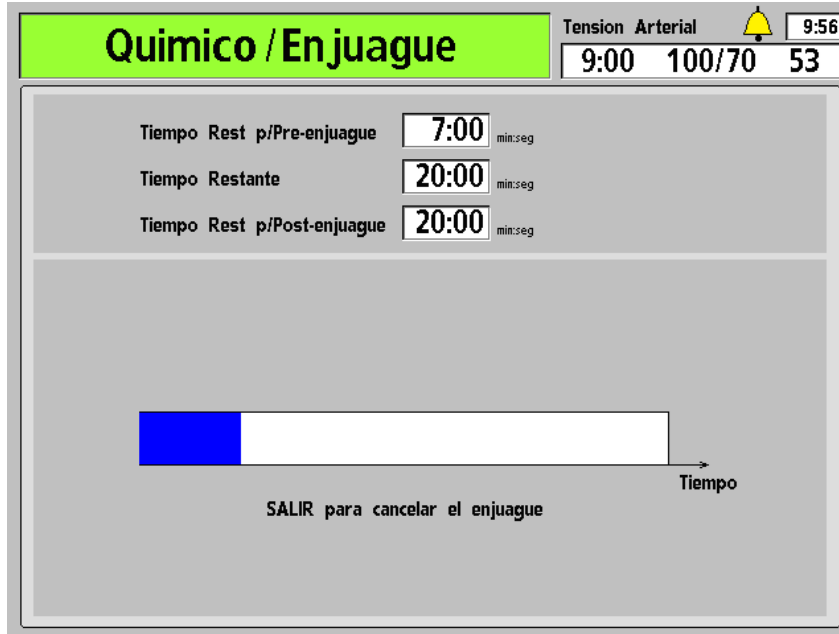 Quimico / Enjuague
Tension Arterial
9:56
9:00 100/70 53
Tiempo Rest p/Pre-enjuague 7:00 min:seg
Tiempo Restante 20:00 min:seg
Tiempo Rest p/Post-enjuague 20:00 min:seg
Tiempo
SALIR para cancelar el enjuague